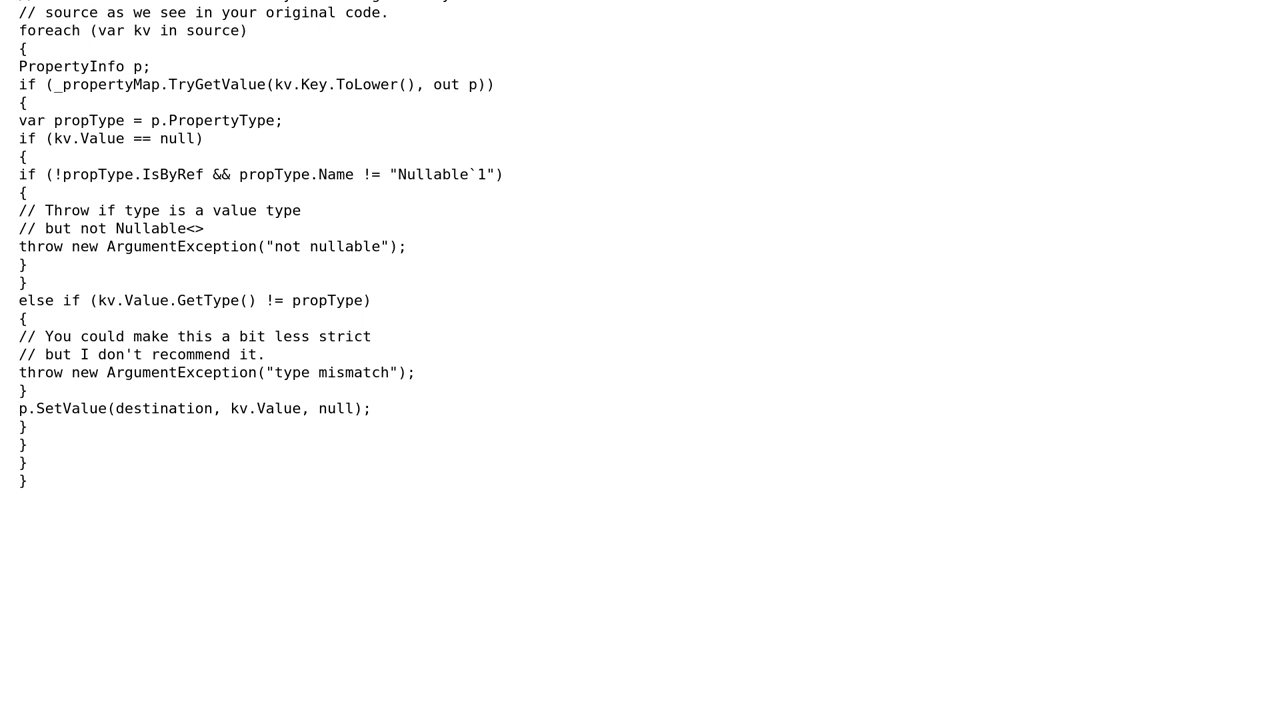 // source as we see in your original code.
foreach (var kv in source)
{
PropertyInfo p;
if (_propertyMap.TryGetValue(kv.Key.ToLower(), out p))
{
var propType = p.PropertyType;
if (kv.Value == null)
{
if (!propType.IsByRef && propType.Name != "Nullable`1")
{
// Throw if type is a value type
// but not Nullable<>
throw new ArgumentException("not nullable");
}
}
else if (kv.Value.GetType() != propType)
{
// You could make this a bit less strict
// but I don't recommend it.
throw new ArgumentException("type mismatch");
}
p.SetValue(destination, kv.Value, null);
}
}
}
}